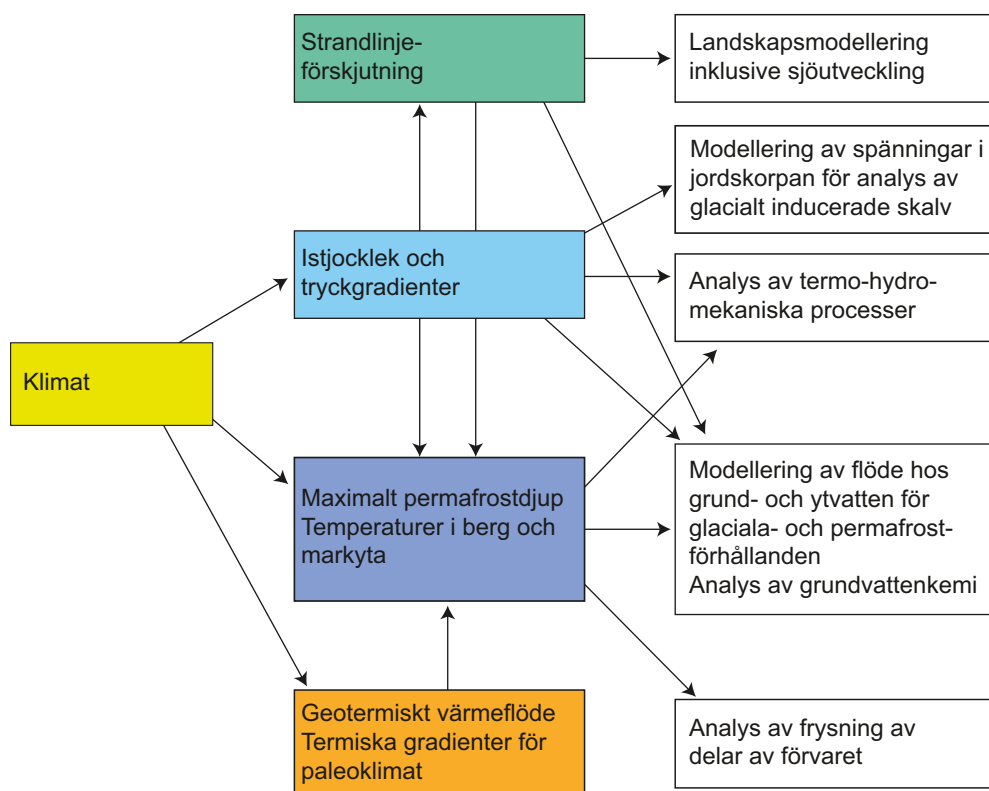 Strandlinje-
förskjutning
Landskapsmodellering
inklusive sjöutveckling
Modellering av spänningar i
jordskorpan för analys av
glacialt inducerade skalv
Istjocklek och
tryckgradienter
Analys av termo-hydro-
mekaniska processer
Klimat
Maximalt permafrostdjup
Temperaturer i berg och
markyta
Modellering av flöde hos
grund- och ytvatten för
glaciala- och permafrost-
förhållanden
Analys av grundvattenkemi
Geotermiskt värmeflöde
Termiska gradienter för
paleoklimat
Analys av frysning av
delar av förvaret